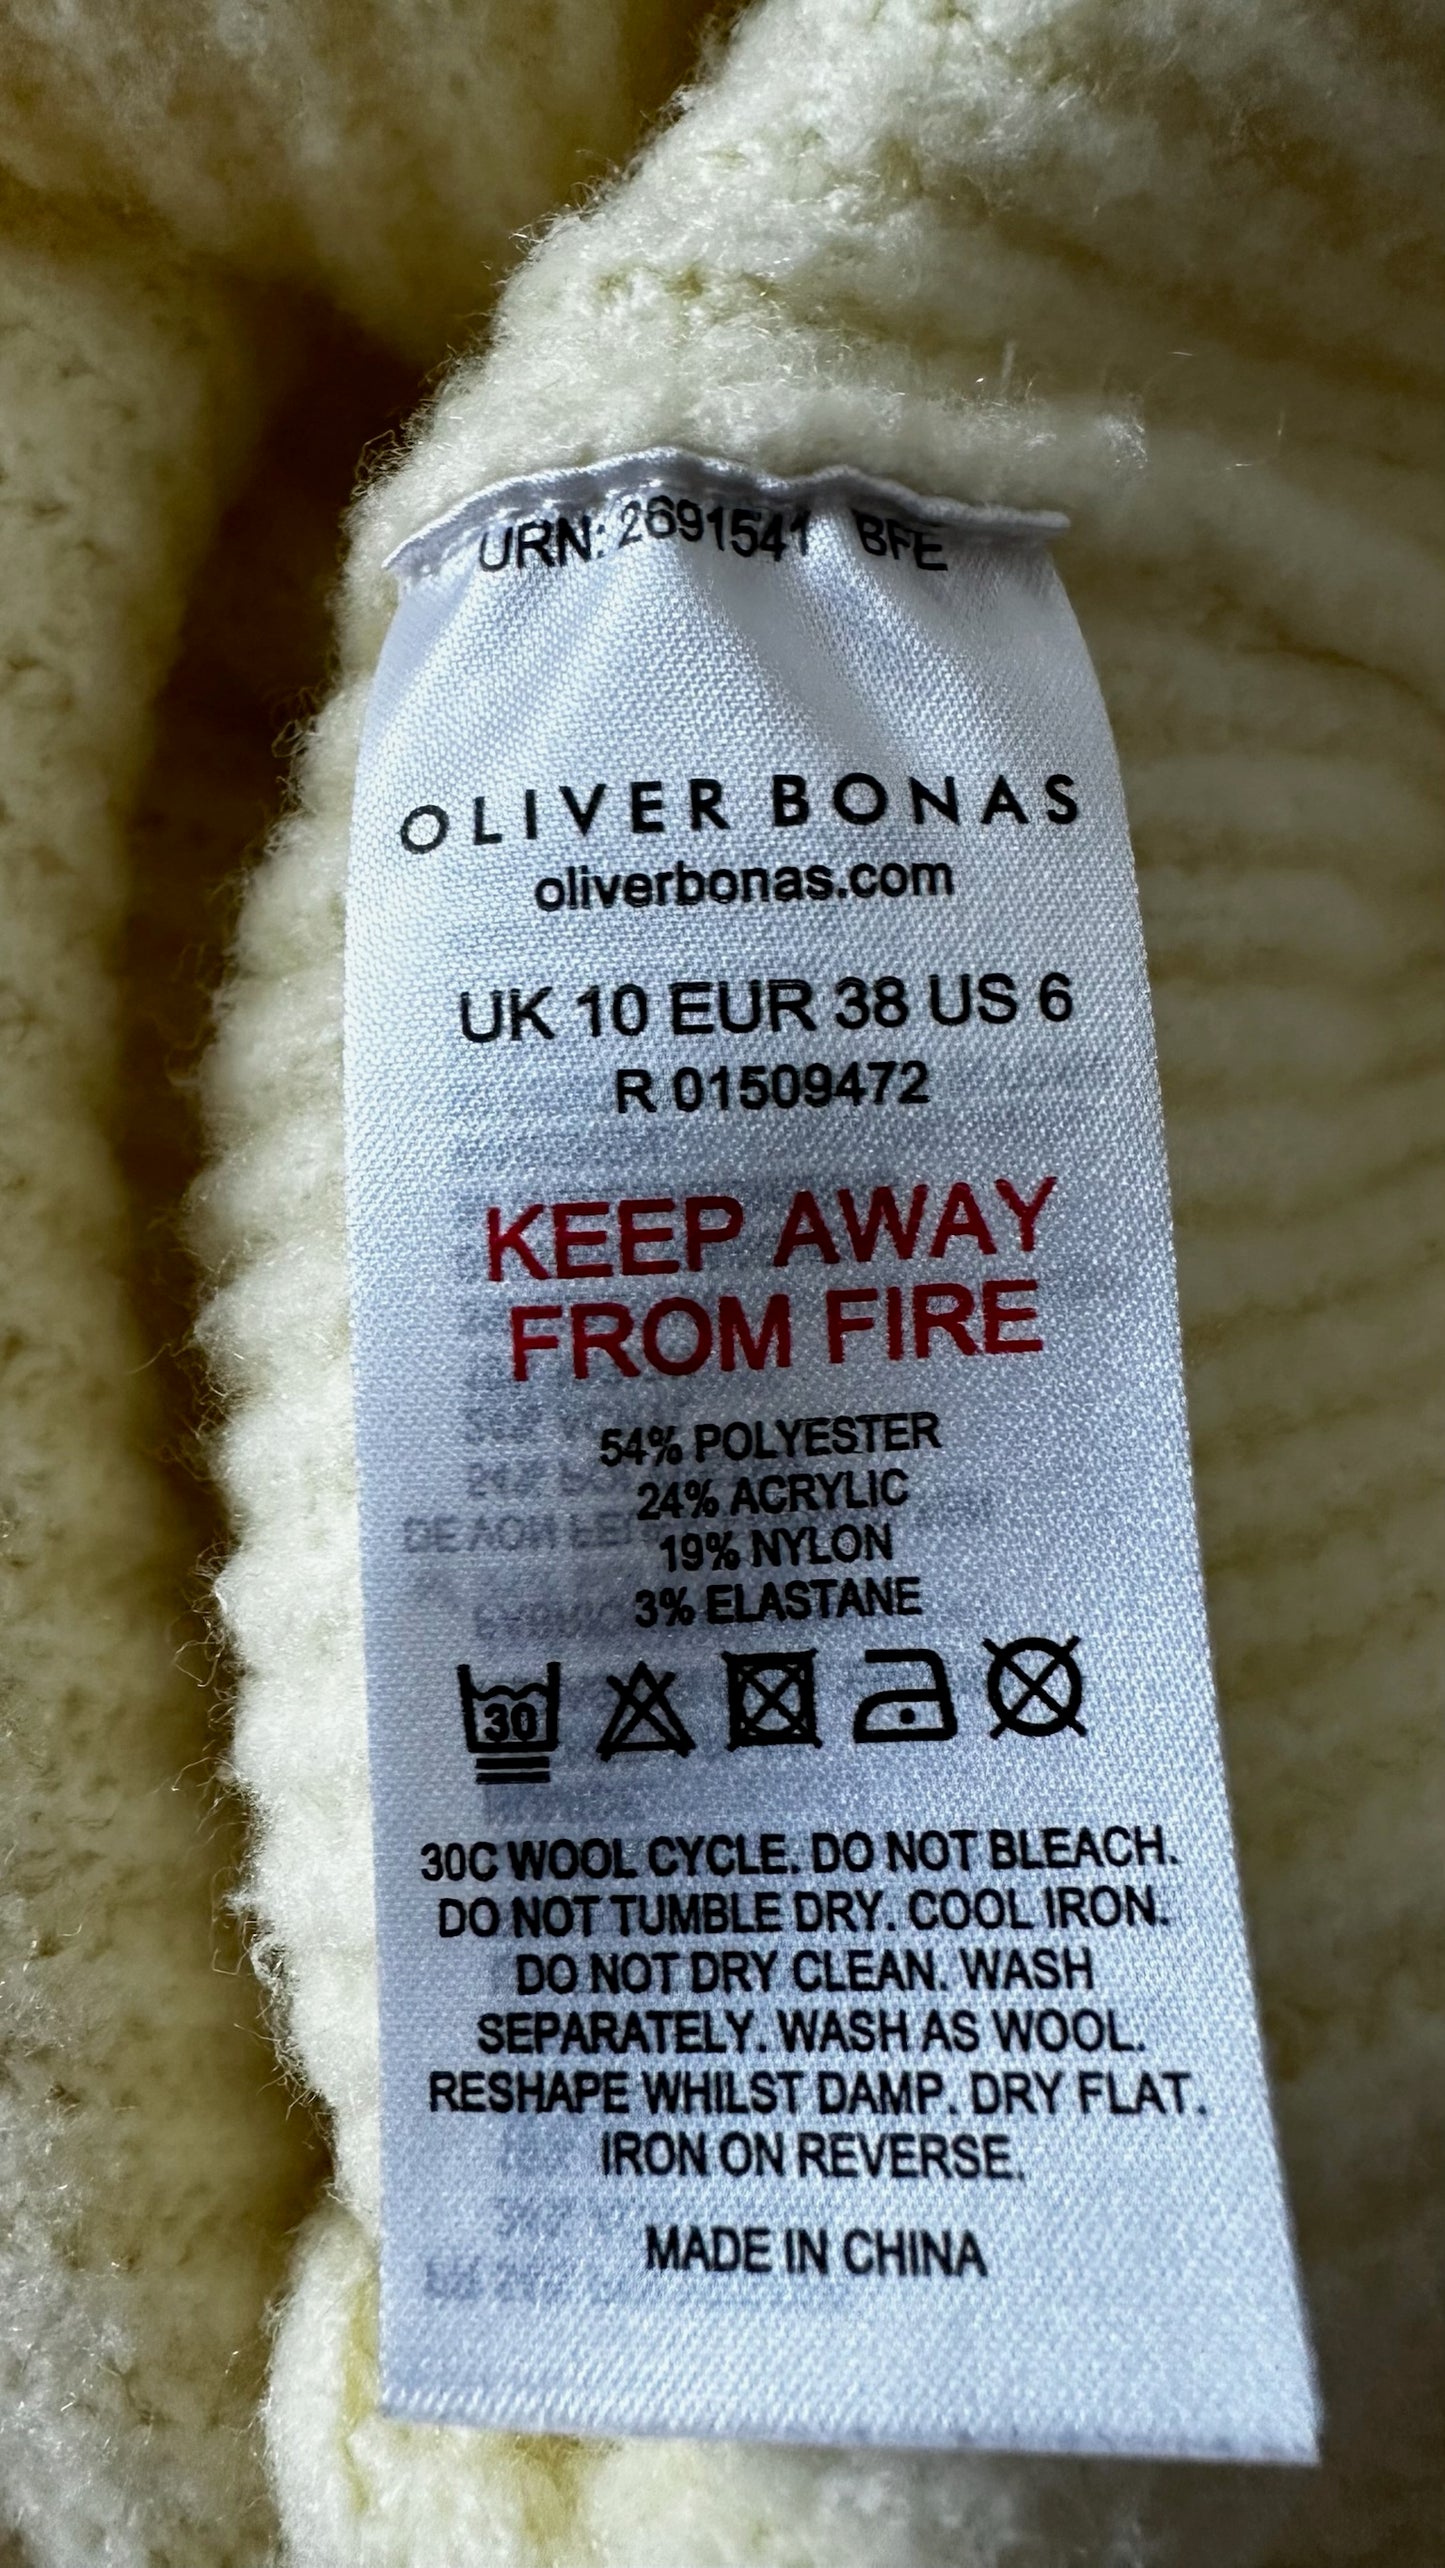 URN: 2691541 BFE
OLIVER BONAS
oliverbonas.com
UK 10 EUR 38 US 6
R 01509472
KEEP AWAY
FROM FIRE
54% POLYESTER
24% ACRYLIC
19% NYLON
3% ELASTANE
30
30C WOOL CYCLE. DO NOT BLEACH.
DO NOT TUMBLE DRY. COOL IRON.
DO NOT DRY CLEAN. WASH
SEPARATELY. WASH AS WOOL.
RESHAPE WHILST DAMP. DRY FLAT.
IRON ON REVERSE.
MADE IN CHINA